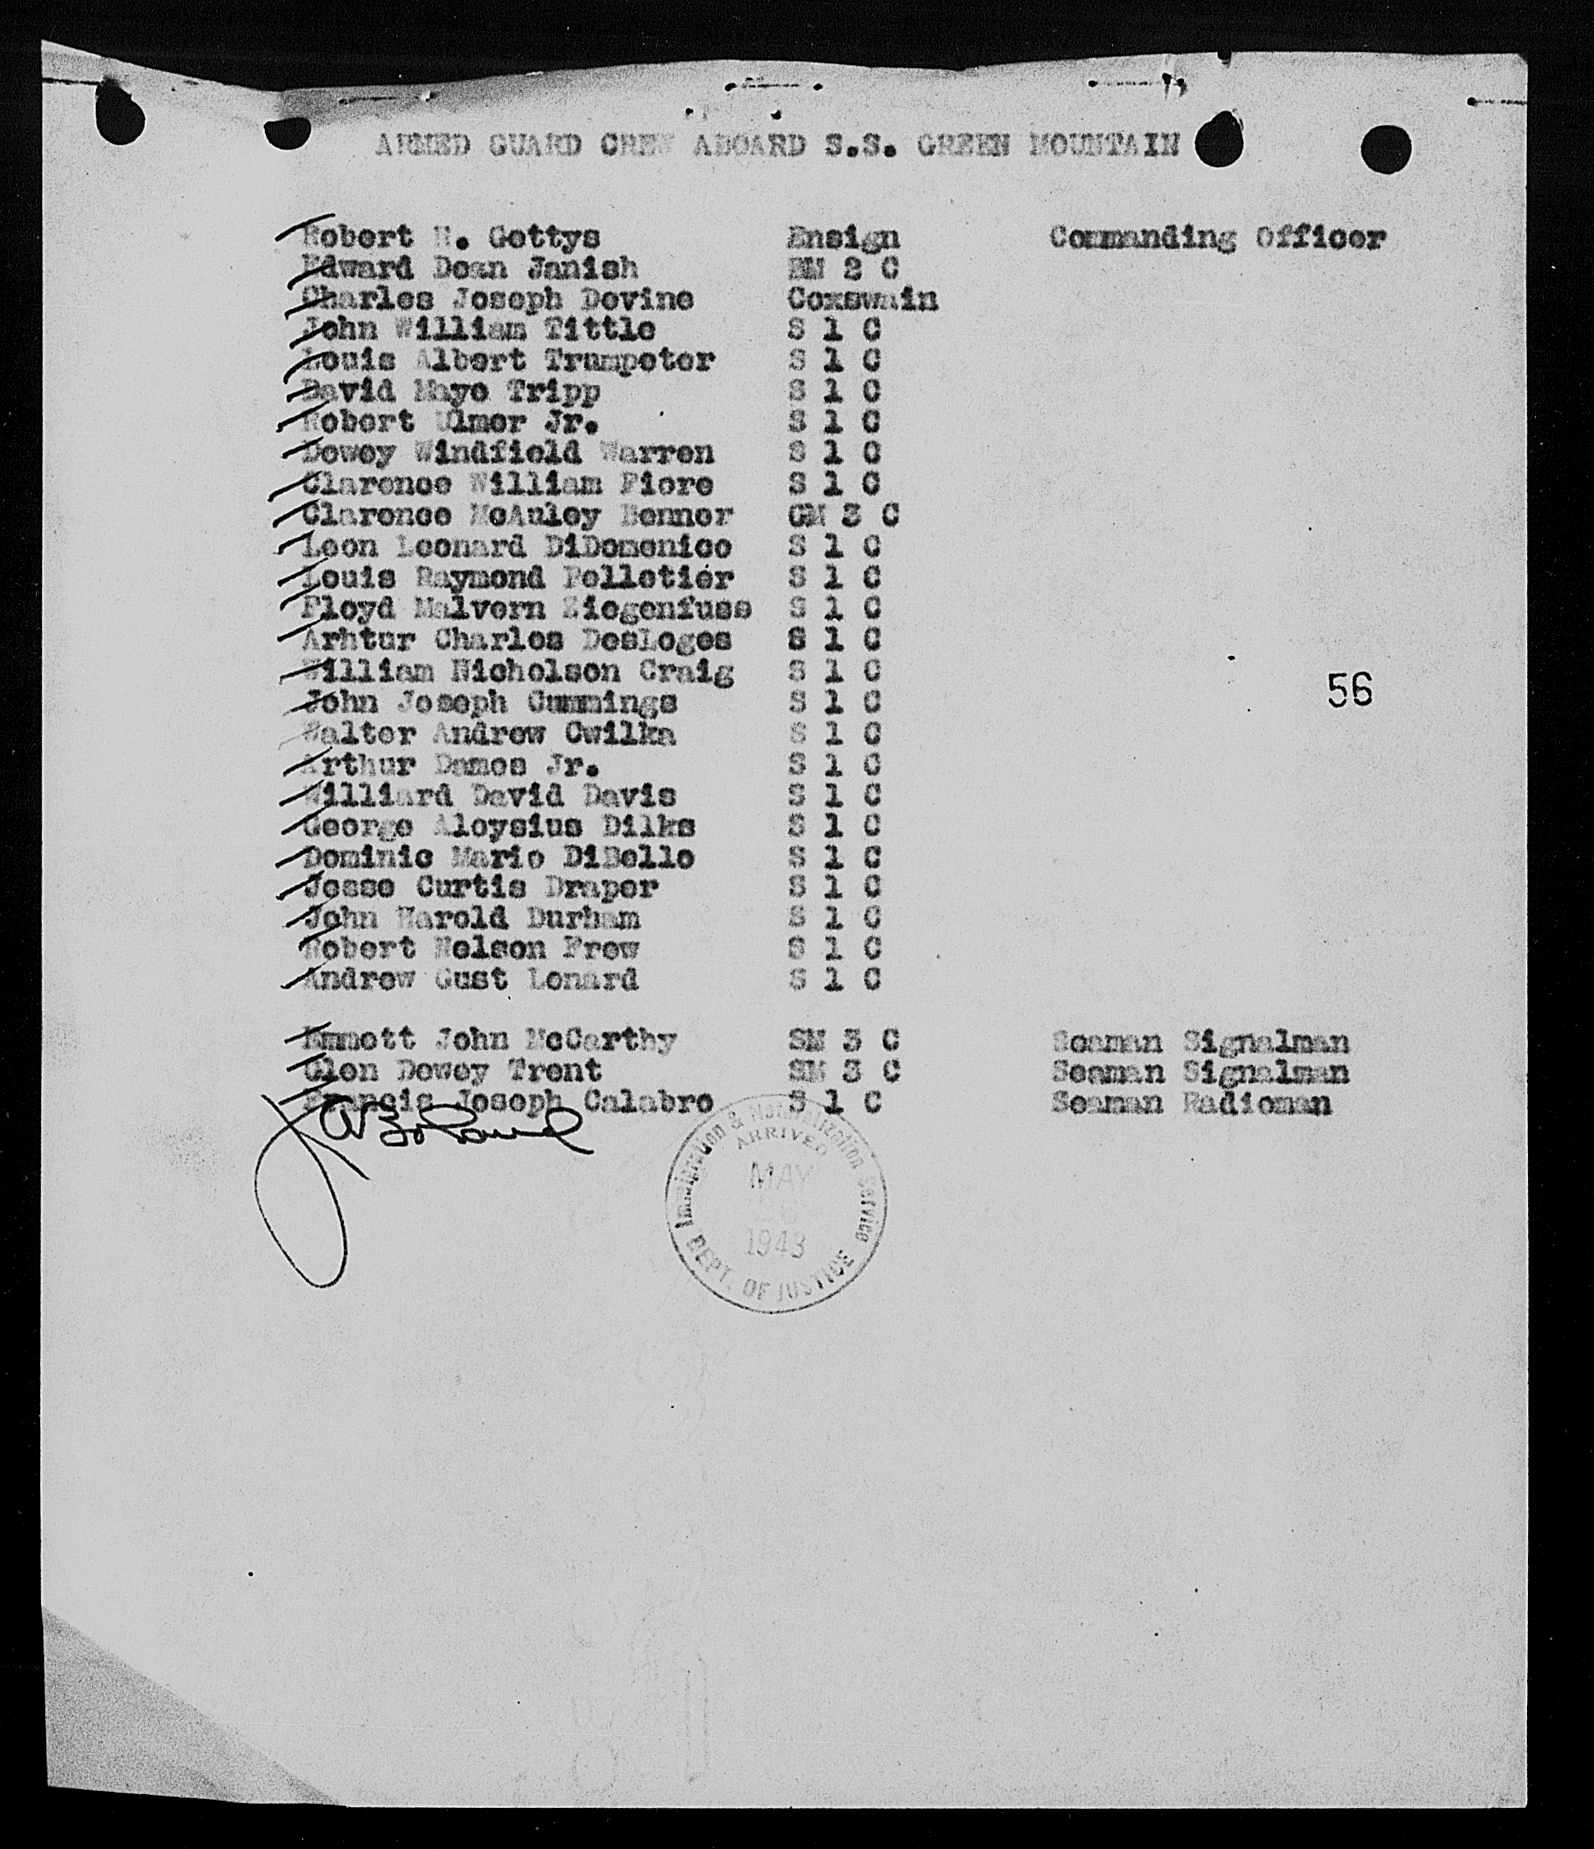 ARMED GUARD CREW ABOARD S.S. GREEN MOUNTAIN
Robert H. Gettys Ensign Commanding Officer
Edward Dean Janish BM 2 C
Charles Joseph Devine Coxswain
John William Tittle S 1 C
Louis Albert Trumpeter S 1 C
David Maye Tripp S 1 C
Robert Ulmer Jr. S 1 C
Dewey Windfield Warren S 1 C
Clarence William Fiore S 1 C
Clarence McAuley Benner GM 3 C
Leon Leonard DiDomenico S 1 C
Louis Raymond Pelletier S 1 C
Floyd Malvern Ziegenfuss S 1 C
Arhtur Charles DesLoges S 1 C
William Nicholson Craig S 1 C
John Joseph Cummings S 1 C
Walter Andrew Cwilka S 1 C
Arthur Dames Jr. S 1 C
Williard David Davis S 1 C
George Aloysius Dilks S 1 C
Dominic Mario DiBello S 1 C
Jesse Curtis Draper S 1 C
John Harold Durham S 1 C
Robert Nelson Frew S 1 C
Andrew Gust Lenard S 1 C
56
Emmett John McCarthy SM 3 C Seaman Signalman
Glen Dewey Trent SM 3 C Seaman Signalman
Francis Joseph Calabro S 1 C Seaman Radioman
Immigration & Naturalization Service
ARRIVED
MAY
1943
DEPT. OF JUSTICE